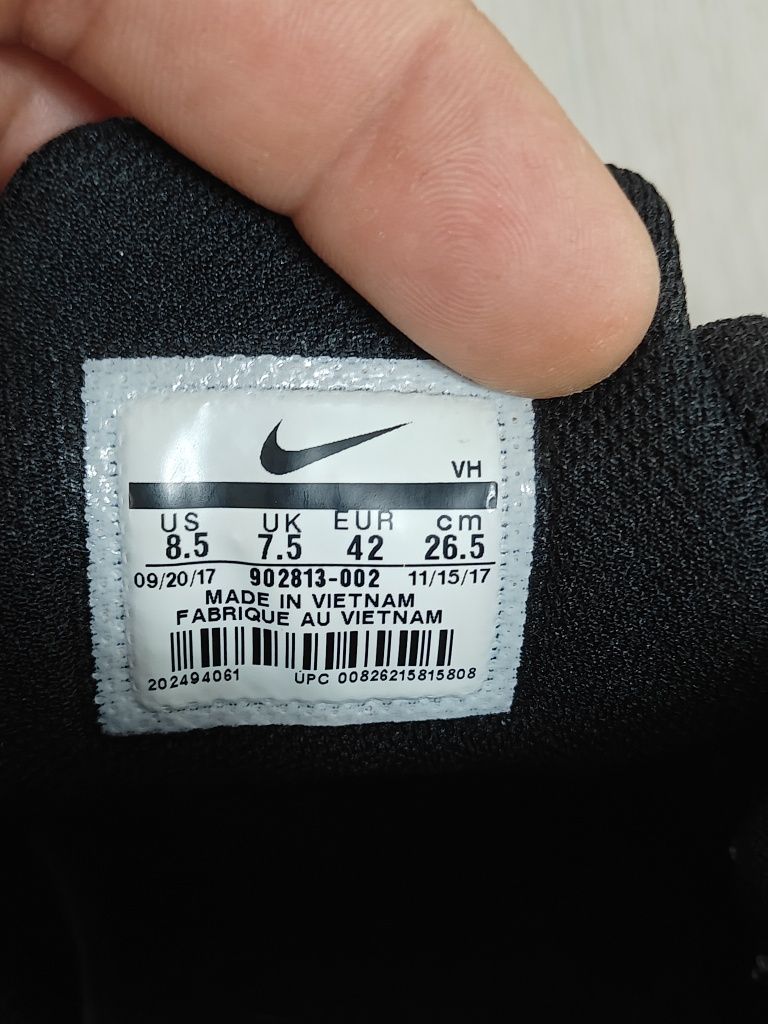 VH
US UK EUR cm
8.5 7.5 42 26.5
09/20/17 902813-002 11/15/17
MADE IN VIETNAM
FABRIQUE AU VIETNAM
202494061 UPC 00826215815808